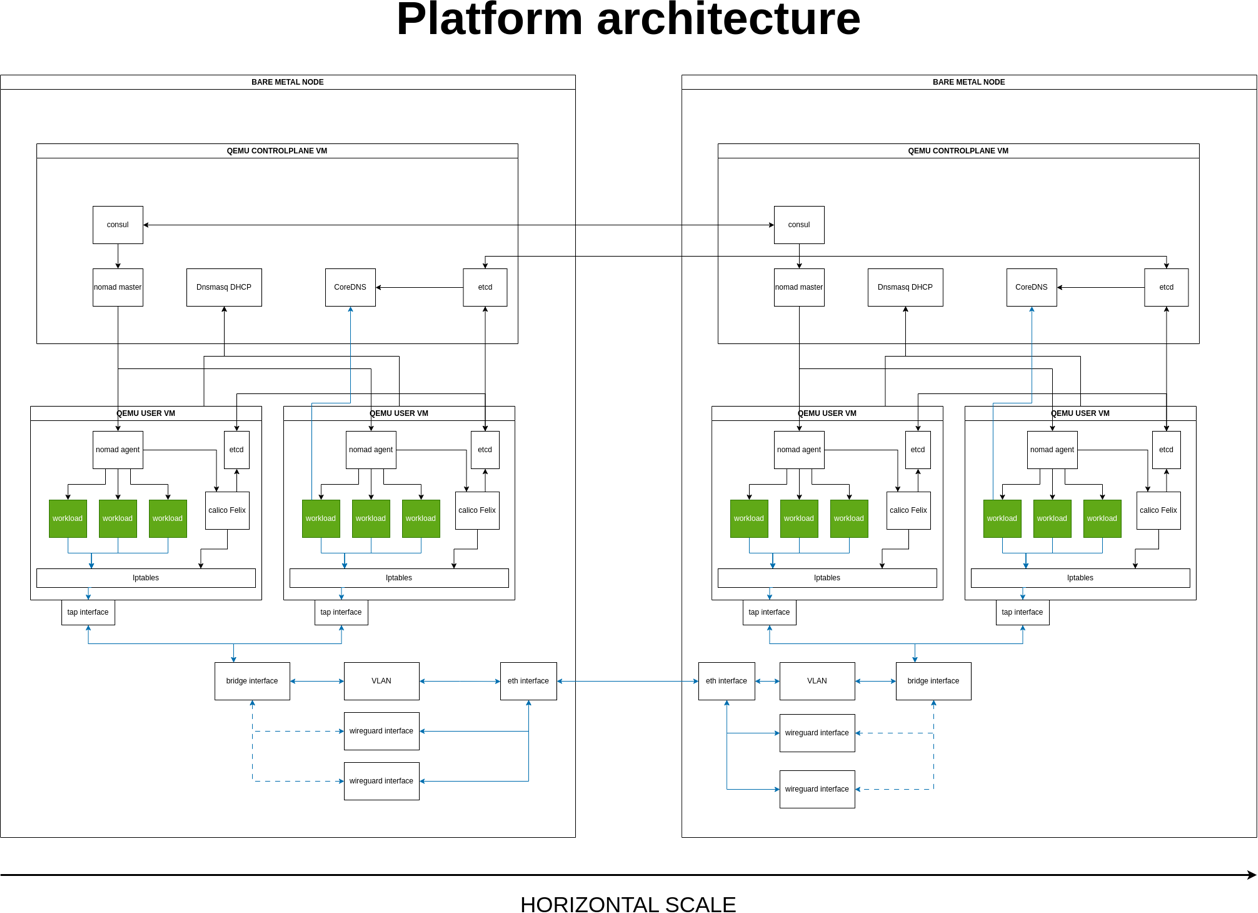 Platform architecture
BARE METAL NODE
QEMU CONTROLPLANE VM
consul
nomad master
Dnsmasq DHCP
CoreDNS
etcd
QEMU USER VM
nomad agent
etcd
workload
workload
workload
calico Felix
Iptables
tap interface
QEMU USER VM
nomad agent
etcd
workload
workload
workload
calico Felix
Iptables
tap interface
bridge interface
VLAN
eth interface
wireguard interface
wireguard interface
BARE METAL NODE
QEMU CONTROLPLANE VM
consul
nomad master
Dnsmasq DHCP
CoreDNS
etcd
QEMU USER VM
nomad agent
etcd
workload
workload
workload
calico Felix
Iptables
tap interface
QEMU USER VM
nomad agent
etcd
workload
workload
workload
calico Felix
Iptables
tap interface
eth interface
VLAN
bridge interface
wireguard interface
wireguard interface
HORIZONTAL SCALE